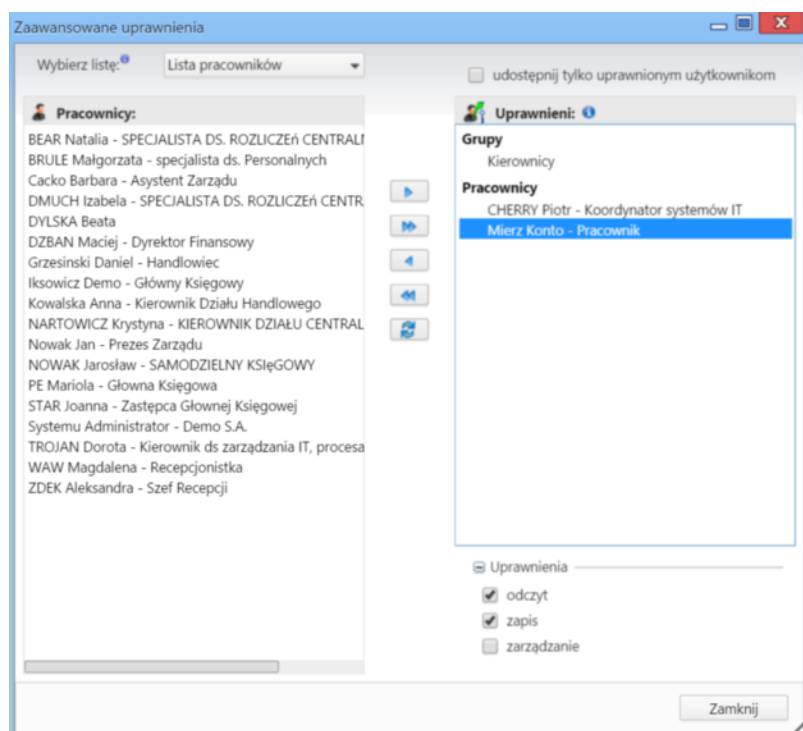 Zaawansowane uprawnienia
Wybierz listę:
Lista pracowników
udostępnij tylko uprawnionym użytkownikom
Pracownicy:
BEAR Natalia - SPECJALISTA DS. ROZLICZEń CENTRALN
BRULE Małgorzata - specjalista ds. Personalnych
Cacko Barbara - Asystent Zarządu
DMUCH Izabela - SPECJALISTA DS. ROZLICZEń CENTR
DYLSKA Beata
DZBAN Maciej - Dyrektor Finansowy
Grzesinski Daniel - Handlowiec
Iksowicz Demo - Główny Księgowy
Kowalska Anna - Kierownik Działu Handlowego
NARTOWICZ Krystyna - KIEROWNIK DZIAŁU CENTRAL
Nowak Jan - Prezes Zarządu
NOWAK Jarosław - SAMODZIELNY KSIęGOWY
PE Mariola - Głowna Księgowa
STAR Joanna - Zastępca Głownej Księgowej
Systemu Administrator - Demo S.A.
TROJAN Dorota - Kierownik ds zarządzania IT, procesa
WAW Magdalena - Recepcjonistka
ZDEK Aleksandra - Szef Recepcji
Uprawnieni:
Grupy
Kierownicy
Pracownicy
CHERRY Piotr - Koordynator systemów IT
Mierz Konto - Pracownik
Uprawnienia
odczyt
zapis
zarządzanie
Zamknij